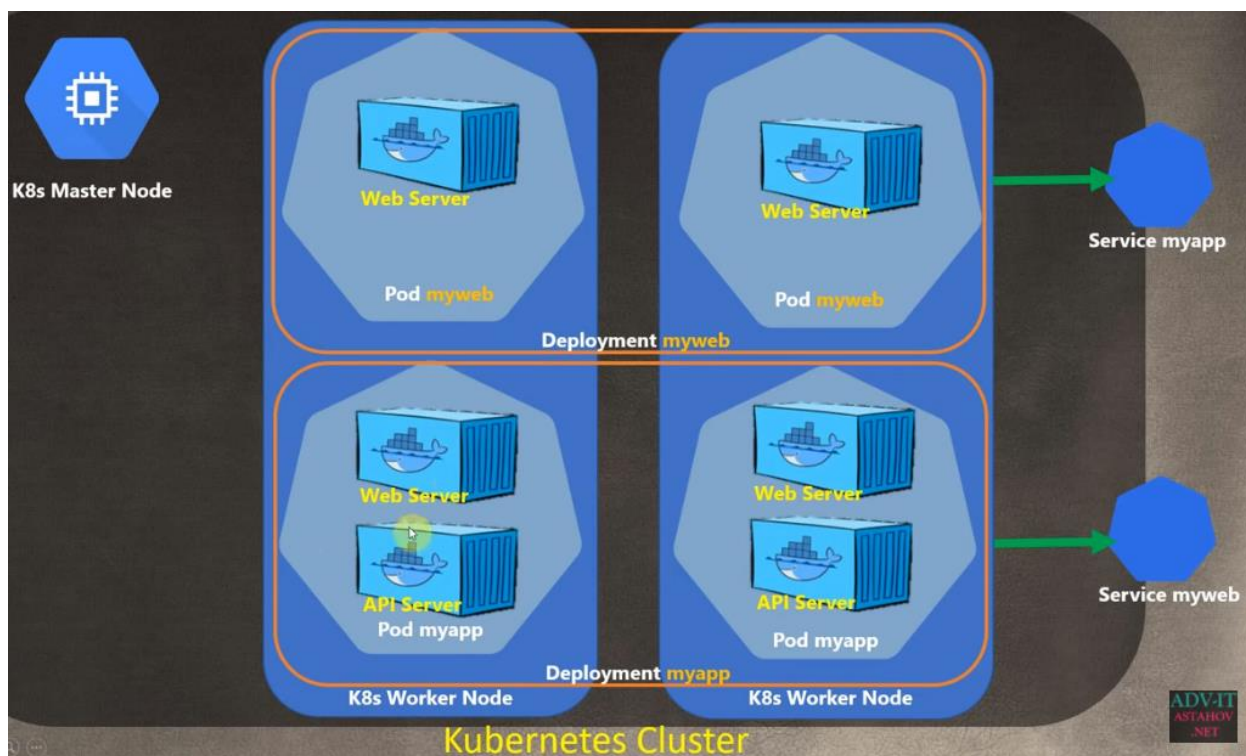 K8s Master Node
Web Server
Web Server
Pod myweb
Pod myweb
Deployment myweb
Service myapp
Web Server
Web Server
API Server
API Server
Pod myapp
Pod myapp
Deployment myapp
Service myweb
K8s Worker Node
K8s Worker Node
Kubernetes Cluster
ADV-IT
ASTAHOV
.NET